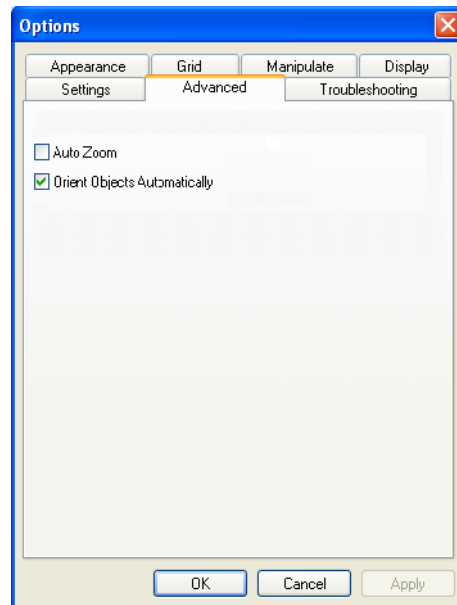 Options
Appearance Grid Manipulate Display
Settings Advanced Troubleshooting
Auto Zoom
Orient Objects Automatically
OK Cancel Apply